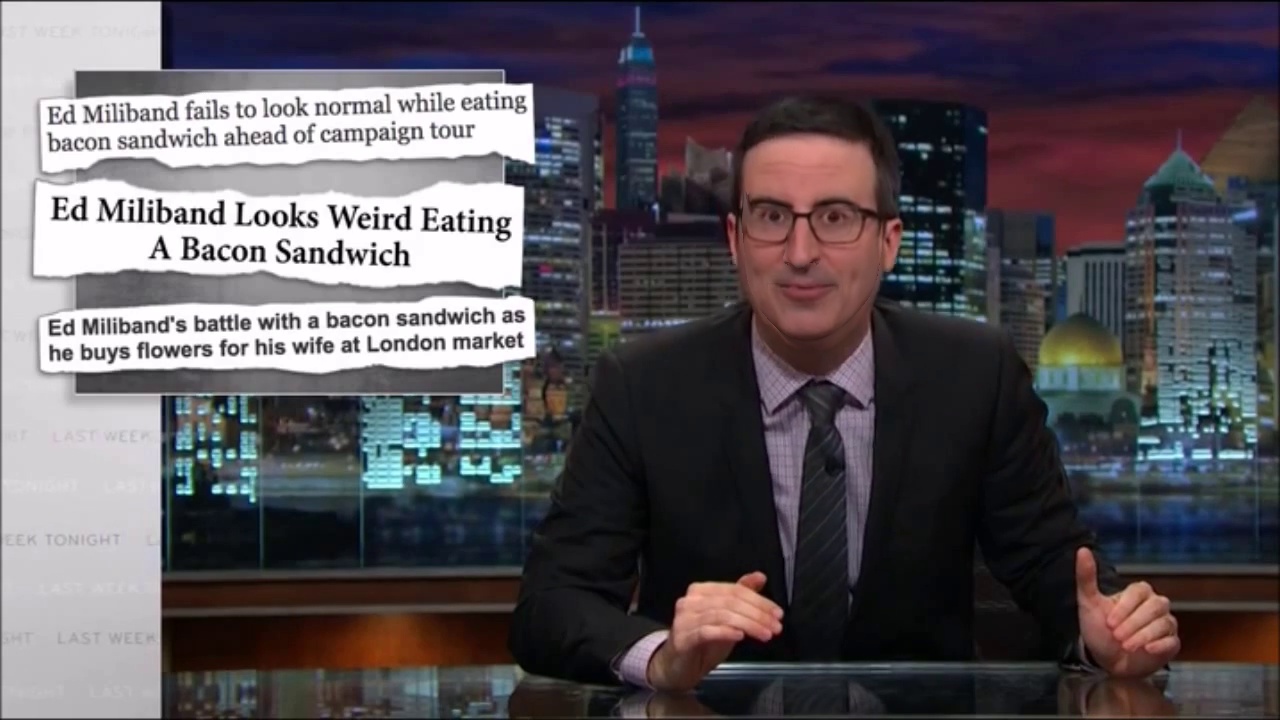 Ed Miliband fails to look normal while eating
bacon sandwich ahead of campaign tour
Ed Miliband Looks Weird Eating
A Bacon Sandwich
Ed Miliband's battle with a bacon sandwich as
he buys flowers for his wife at London market
LAST WEEK
TONIGHT
WEEK TONIGHT
LAST WEEK
LAST WEEK